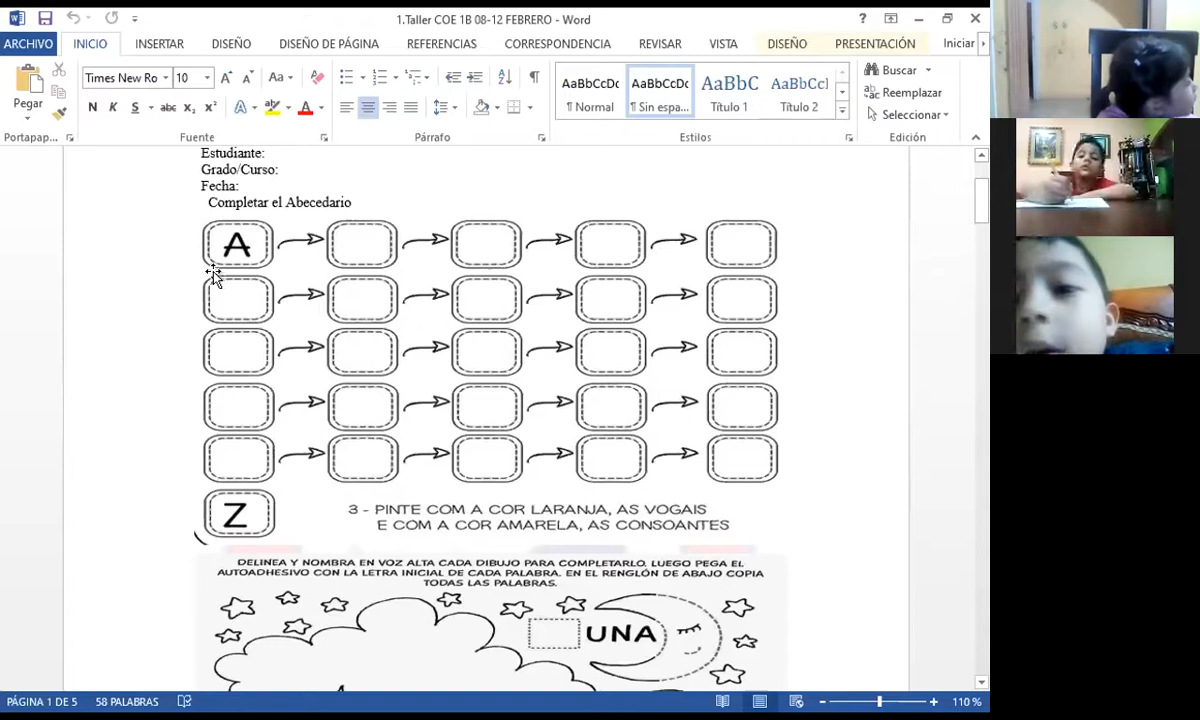 1.Taller COE 1B 08-12 FEBRERO - Word
ARCHIVO INICIO INSERTAR DISEÑO DISEÑO DE PÁGINA REFERENCIAS CORRESPONDENCIA REVISAR VISTA DISEÑO PRESENTACIÓN Iniciar
Pegar
Times New Ro 10
Aa
N K S abc x₂ x²
AaBbCcDc AaBbCcDc AaBbC AaBbCcI
¶ Normal ¶ Sin espa... Título 1 Título 2
Buscar
Reemplazar
Seleccionar
Portapap... Fuente Párrafo Estilos Edición
Estudiante:
Grado/Curso:
Fecha:
Completar el Abecedario
A
Z
3 - PINTE COM A COR LARANJA, AS VOGAIS
E COM A COR AMARELA, AS CONSOANTES
DELINEA Y NOMBRA EN VOZ ALTA CADA DIBUJO PARA COMPLETARLO. LUEGO PEGA EL
AUTOADHESIVO CON LA LETRA INICIAL DE CADA PALABRA. EN EL RENGLÓN DE ABAJO COPIA
TODAS LAS PALABRAS.
UNA
PÁGINA 1 DE 5 58 PALABRAS 110 %